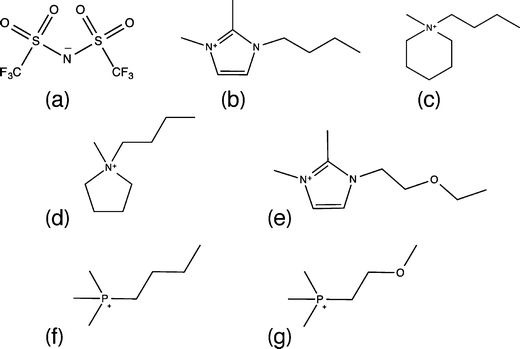 O O O O
S S
F₃C N⁻ CF₃
(a)
N⁺ N
(b)
N⁺
(c)
N⁺
(d)
N⁺ N O
(e)
P⁺
(f)
P⁺ O
(g)